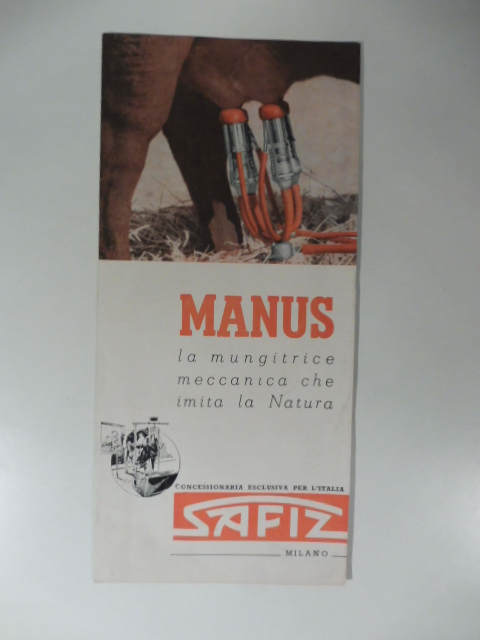 MANUS
la mungitrice
meccanica che
imita la Natura
CONCESSIONARIA ESCLUSIVA PER L'ITALIA
SAFIZ
MILANO